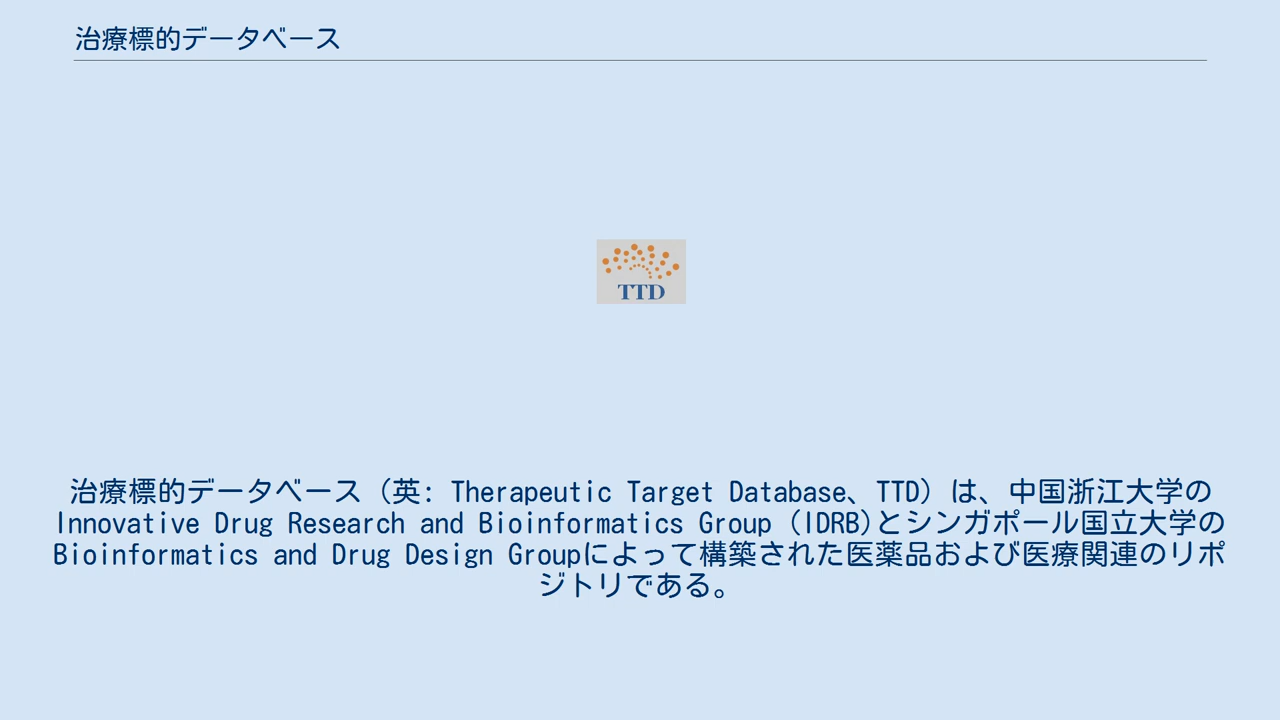 治療標的データベース
TTD
治療標的データベース（英: Therapeutic Target Database、TTD）は、中国浙江大学の
Innovative Drug Research and Bioinformatics Group (IDRB)とシンガポール国立大学の
Bioinformatics and Drug Design Groupによって構築された医薬品および医療関連のリポ
ジトリである。